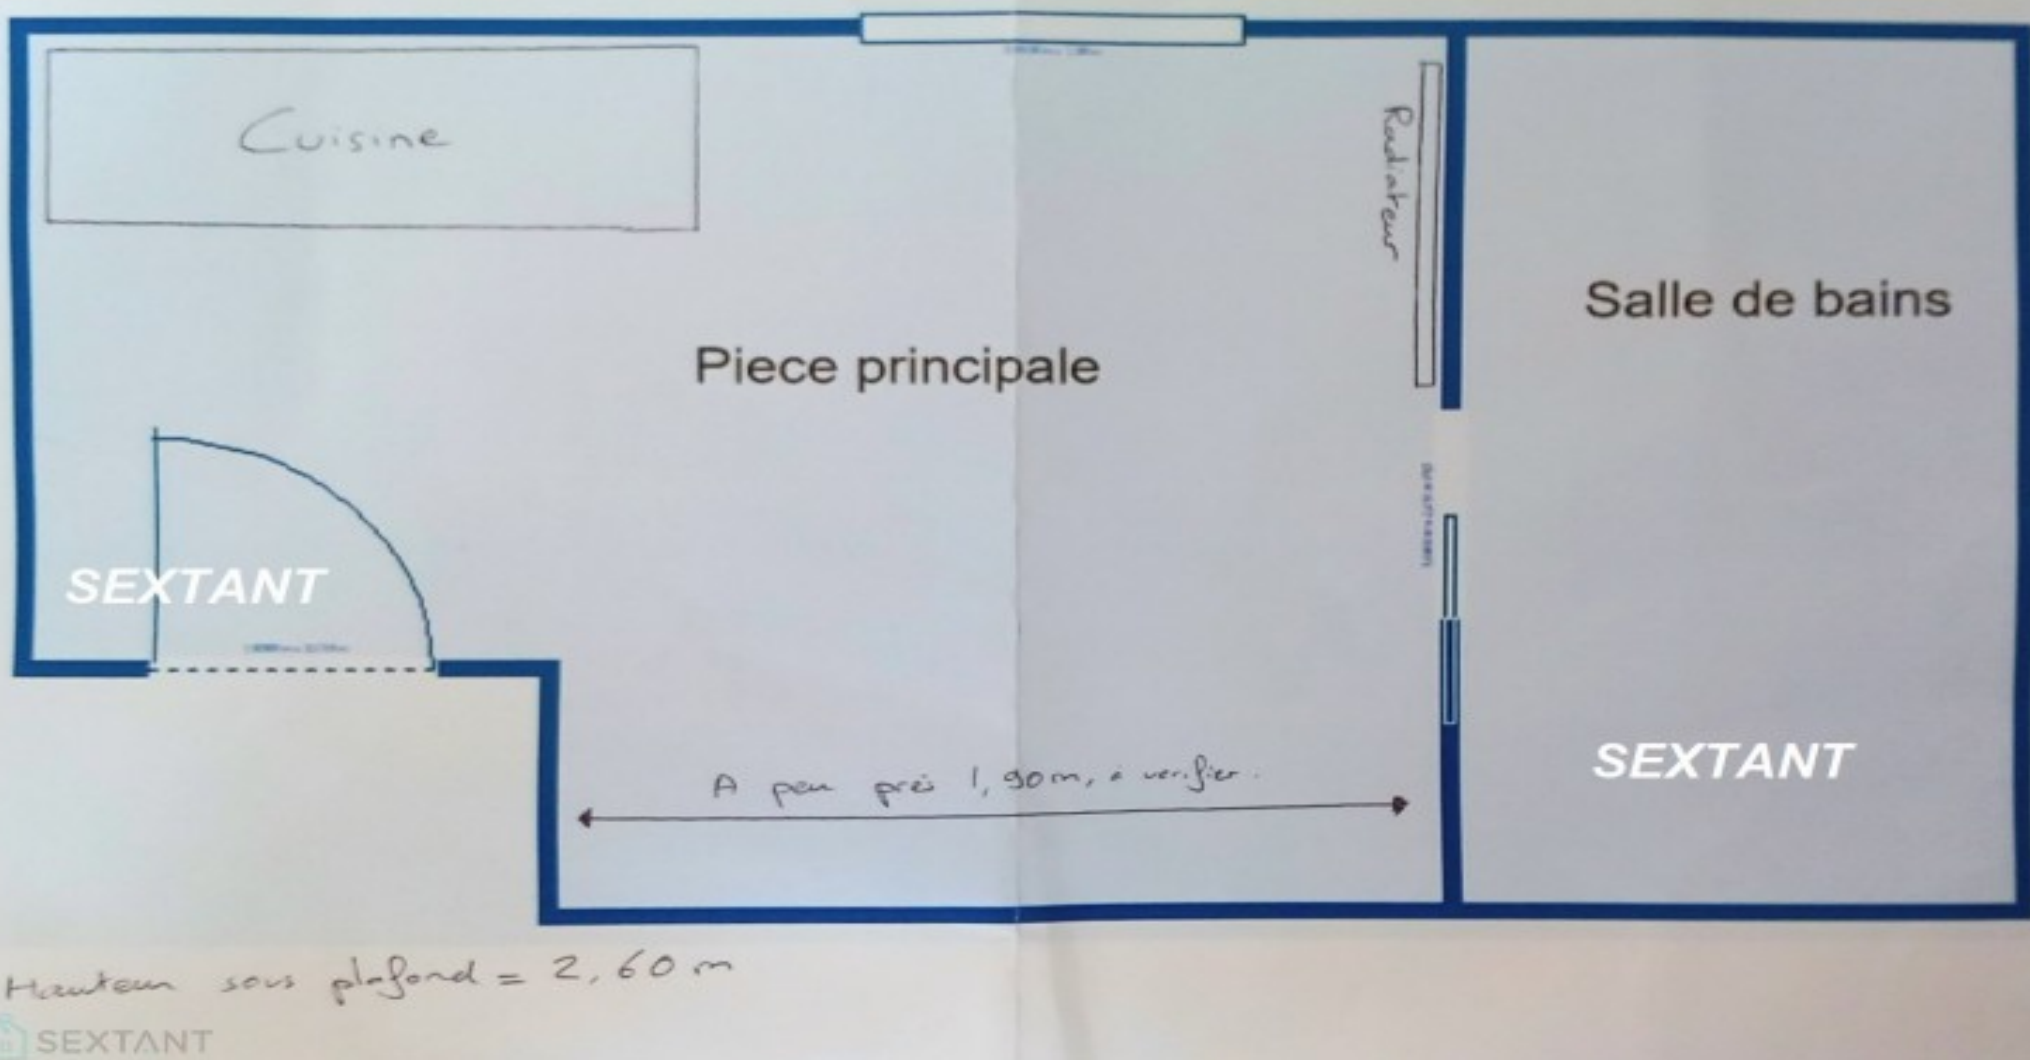 Cuisine
Radiateur
Salle de bains
Piece principale
SEXTANT
SEXTANT
A peu près 1,90m, à verifier.
Hauteur sous plafond = 2,60 m
SEXTANT